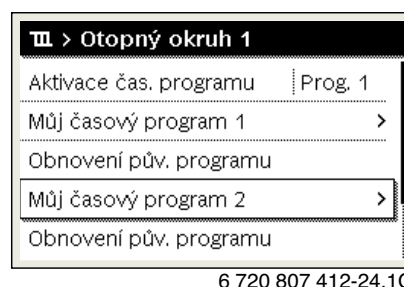 > Otopný okruh 1
Aktivace čas. programu Prog. 1
Můj časový program 1 >
Obnovení pův. programu
Můj časový program 2 >
Obnovení pův. programu
6 720 807 412-24.1O